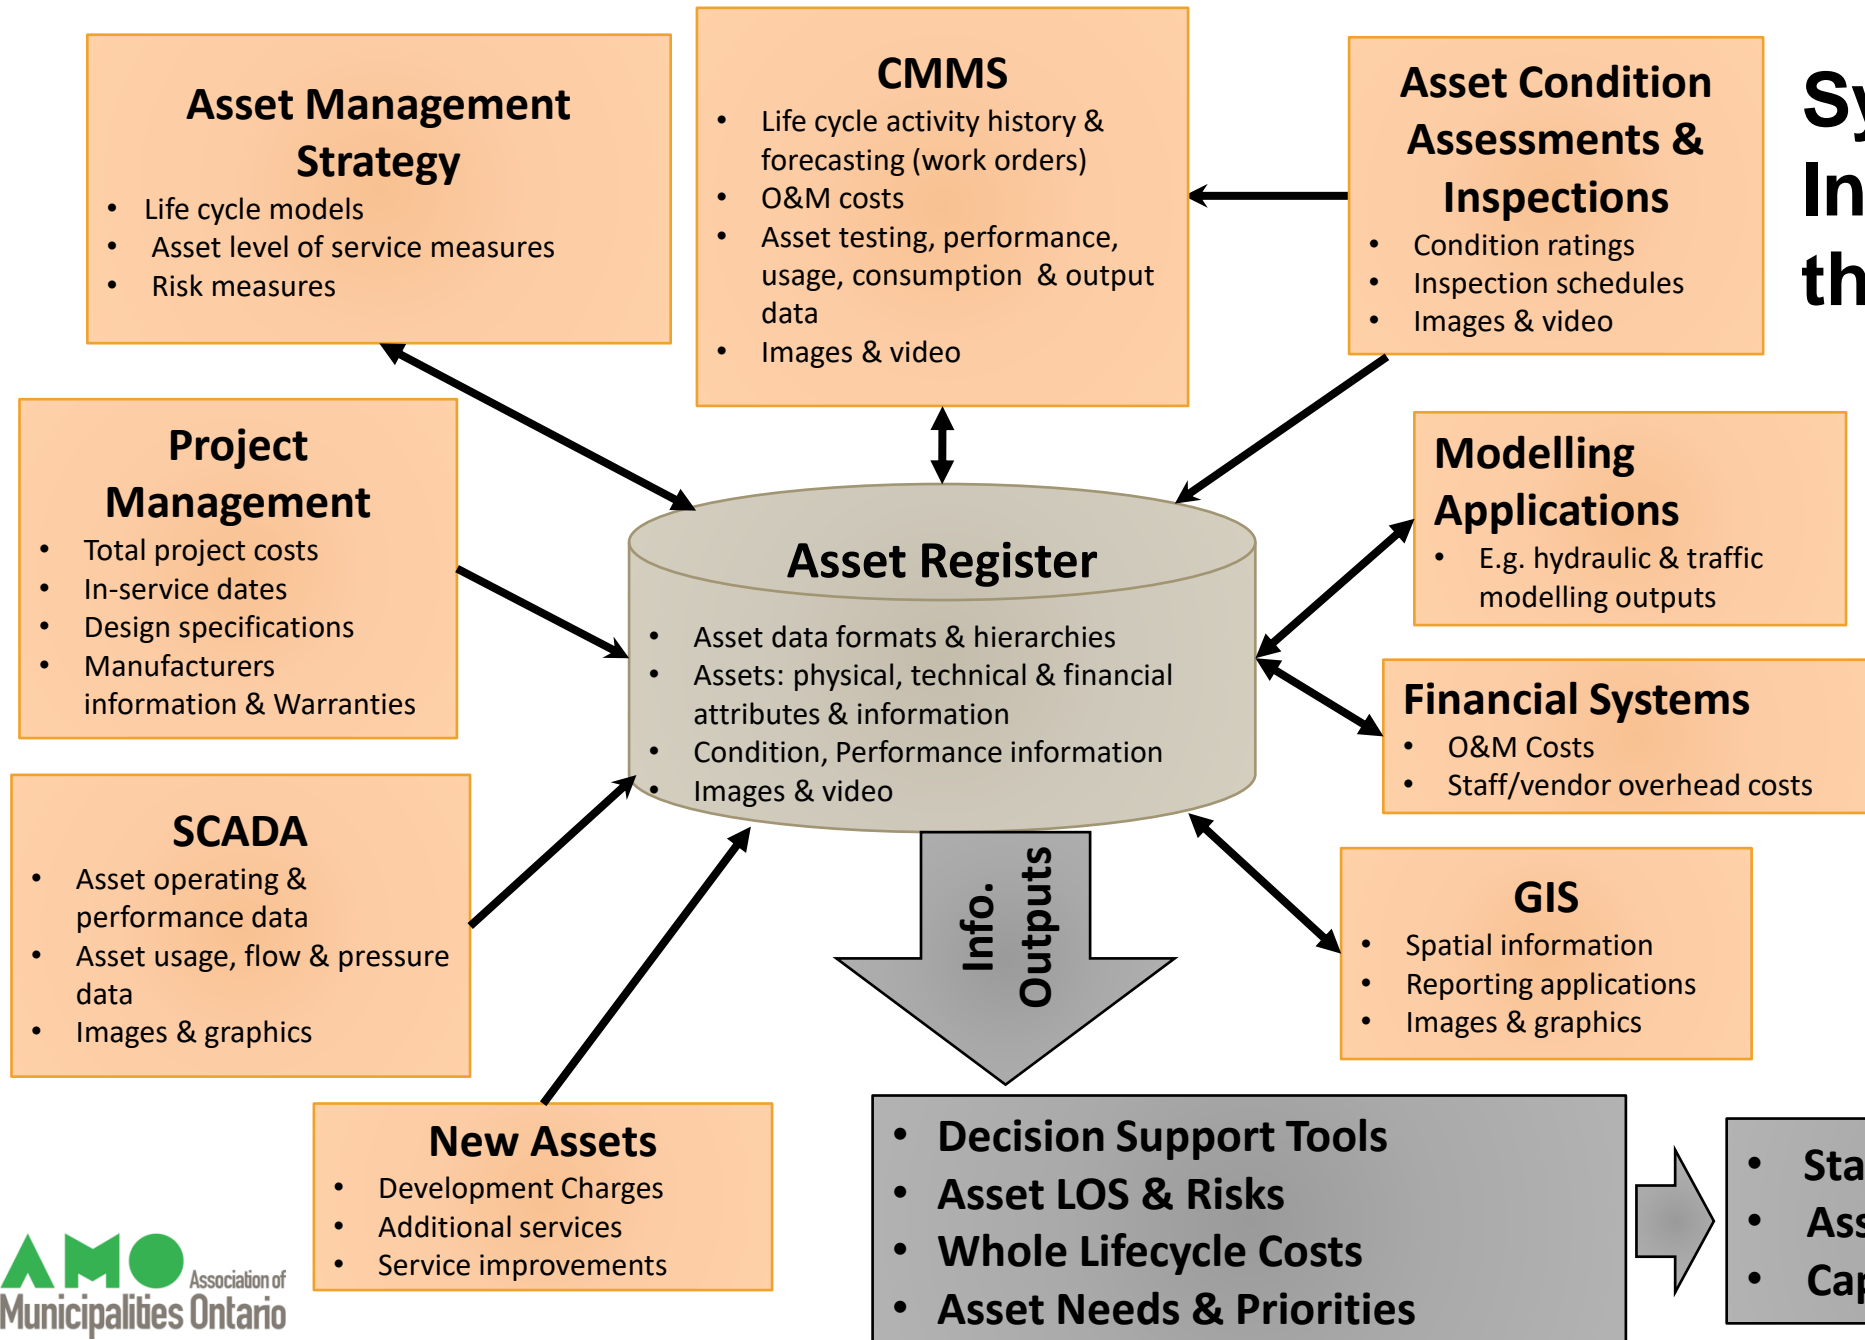 Asset Management
Strategy
• Life cycle models
• Asset level of service measures
• Risk measures
CMMS
• Life cycle activity history &
forecasting (work orders)
• O&M costs
• Asset testing, performance,
usage, consumption & output
data
• Images & video
Asset Condition
Assessments &
Inspections
• Condition ratings
• Inspection schedules
• Images & video
Sy
In
th
Project
Management
• Total project costs
• In-service dates
• Design specifications
• Manufacturers
information & Warranties
Asset Register
• Asset data formats & hierarchies
• Assets: physical, technical & financial
attributes & information
• Condition, Performance information
• Images & video
Modelling
Applications
• E.g. hydraulic & traffic
modelling outputs
Financial Systems
• O&M Costs
• Staff/vendor overhead costs
SCADA
• Asset operating &
performance data
• Asset usage, flow & pressure
data
• Images & graphics
Info.
Outputs
GIS
• Spatial information
• Reporting applications
• Images & graphics
New Assets
• Development Charges
• Additional services
• Service improvements
• Decision Support Tools
• Asset LOS & Risks
• Whole Lifecycle Costs
• Asset Needs & Priorities
• Sta
• Ass
• Cap
AMO Association of
Municipalities Ontario